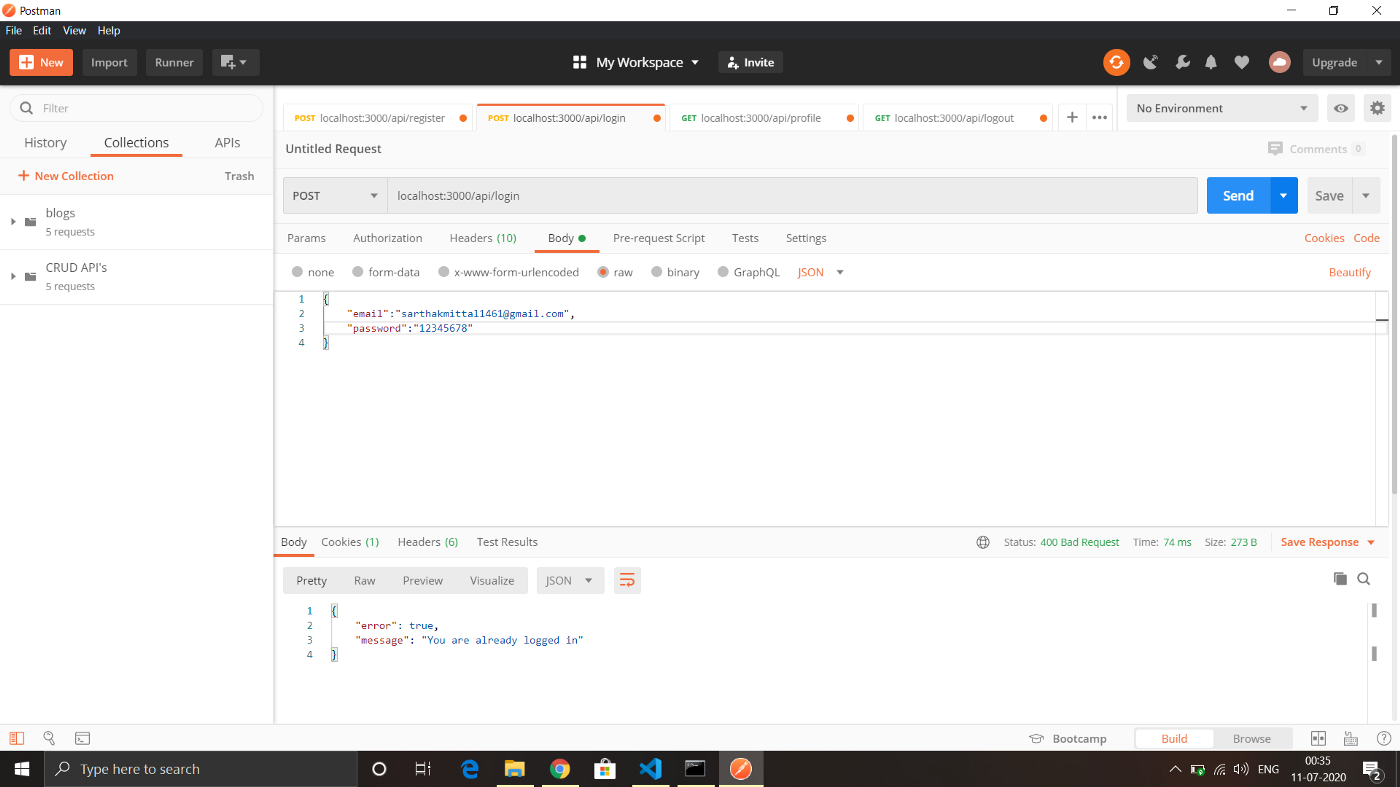 Postman
File Edit View Help
New Import Runner My Workspace Invite Upgrade
Filter
History Collections APIs
New Collection Trash
blogs
5 requests
CRUD API's
5 requests
POST localhost:3000/api/register POST localhost:3000/api/login GET localhost:3000/api/profile GET localhost:3000/api/logout No Environment
Untitled Request Comments 0
POST localhost:3000/api/login Send Save
Params Authorization Headers (10) Body Pre-request Script Tests Settings Cookies Code
none form-data x-www-form-urlencoded raw binary GraphQL JSON Beautify
1 {
2 "email":"sarthakmittal1461@gmail.com",
3 "password":"12345678"
4 }
Body Cookies (1) Headers (6) Test Results Status: 400 Bad Request Time: 74 ms Size: 273 B Save Response
Pretty Raw Preview Visualize JSON
1 {
2 "error": true,
3 "message": "You are already logged in"
4 }
Bootcamp Build Browse
Type here to search ENG
00:35
11-07-2020
2